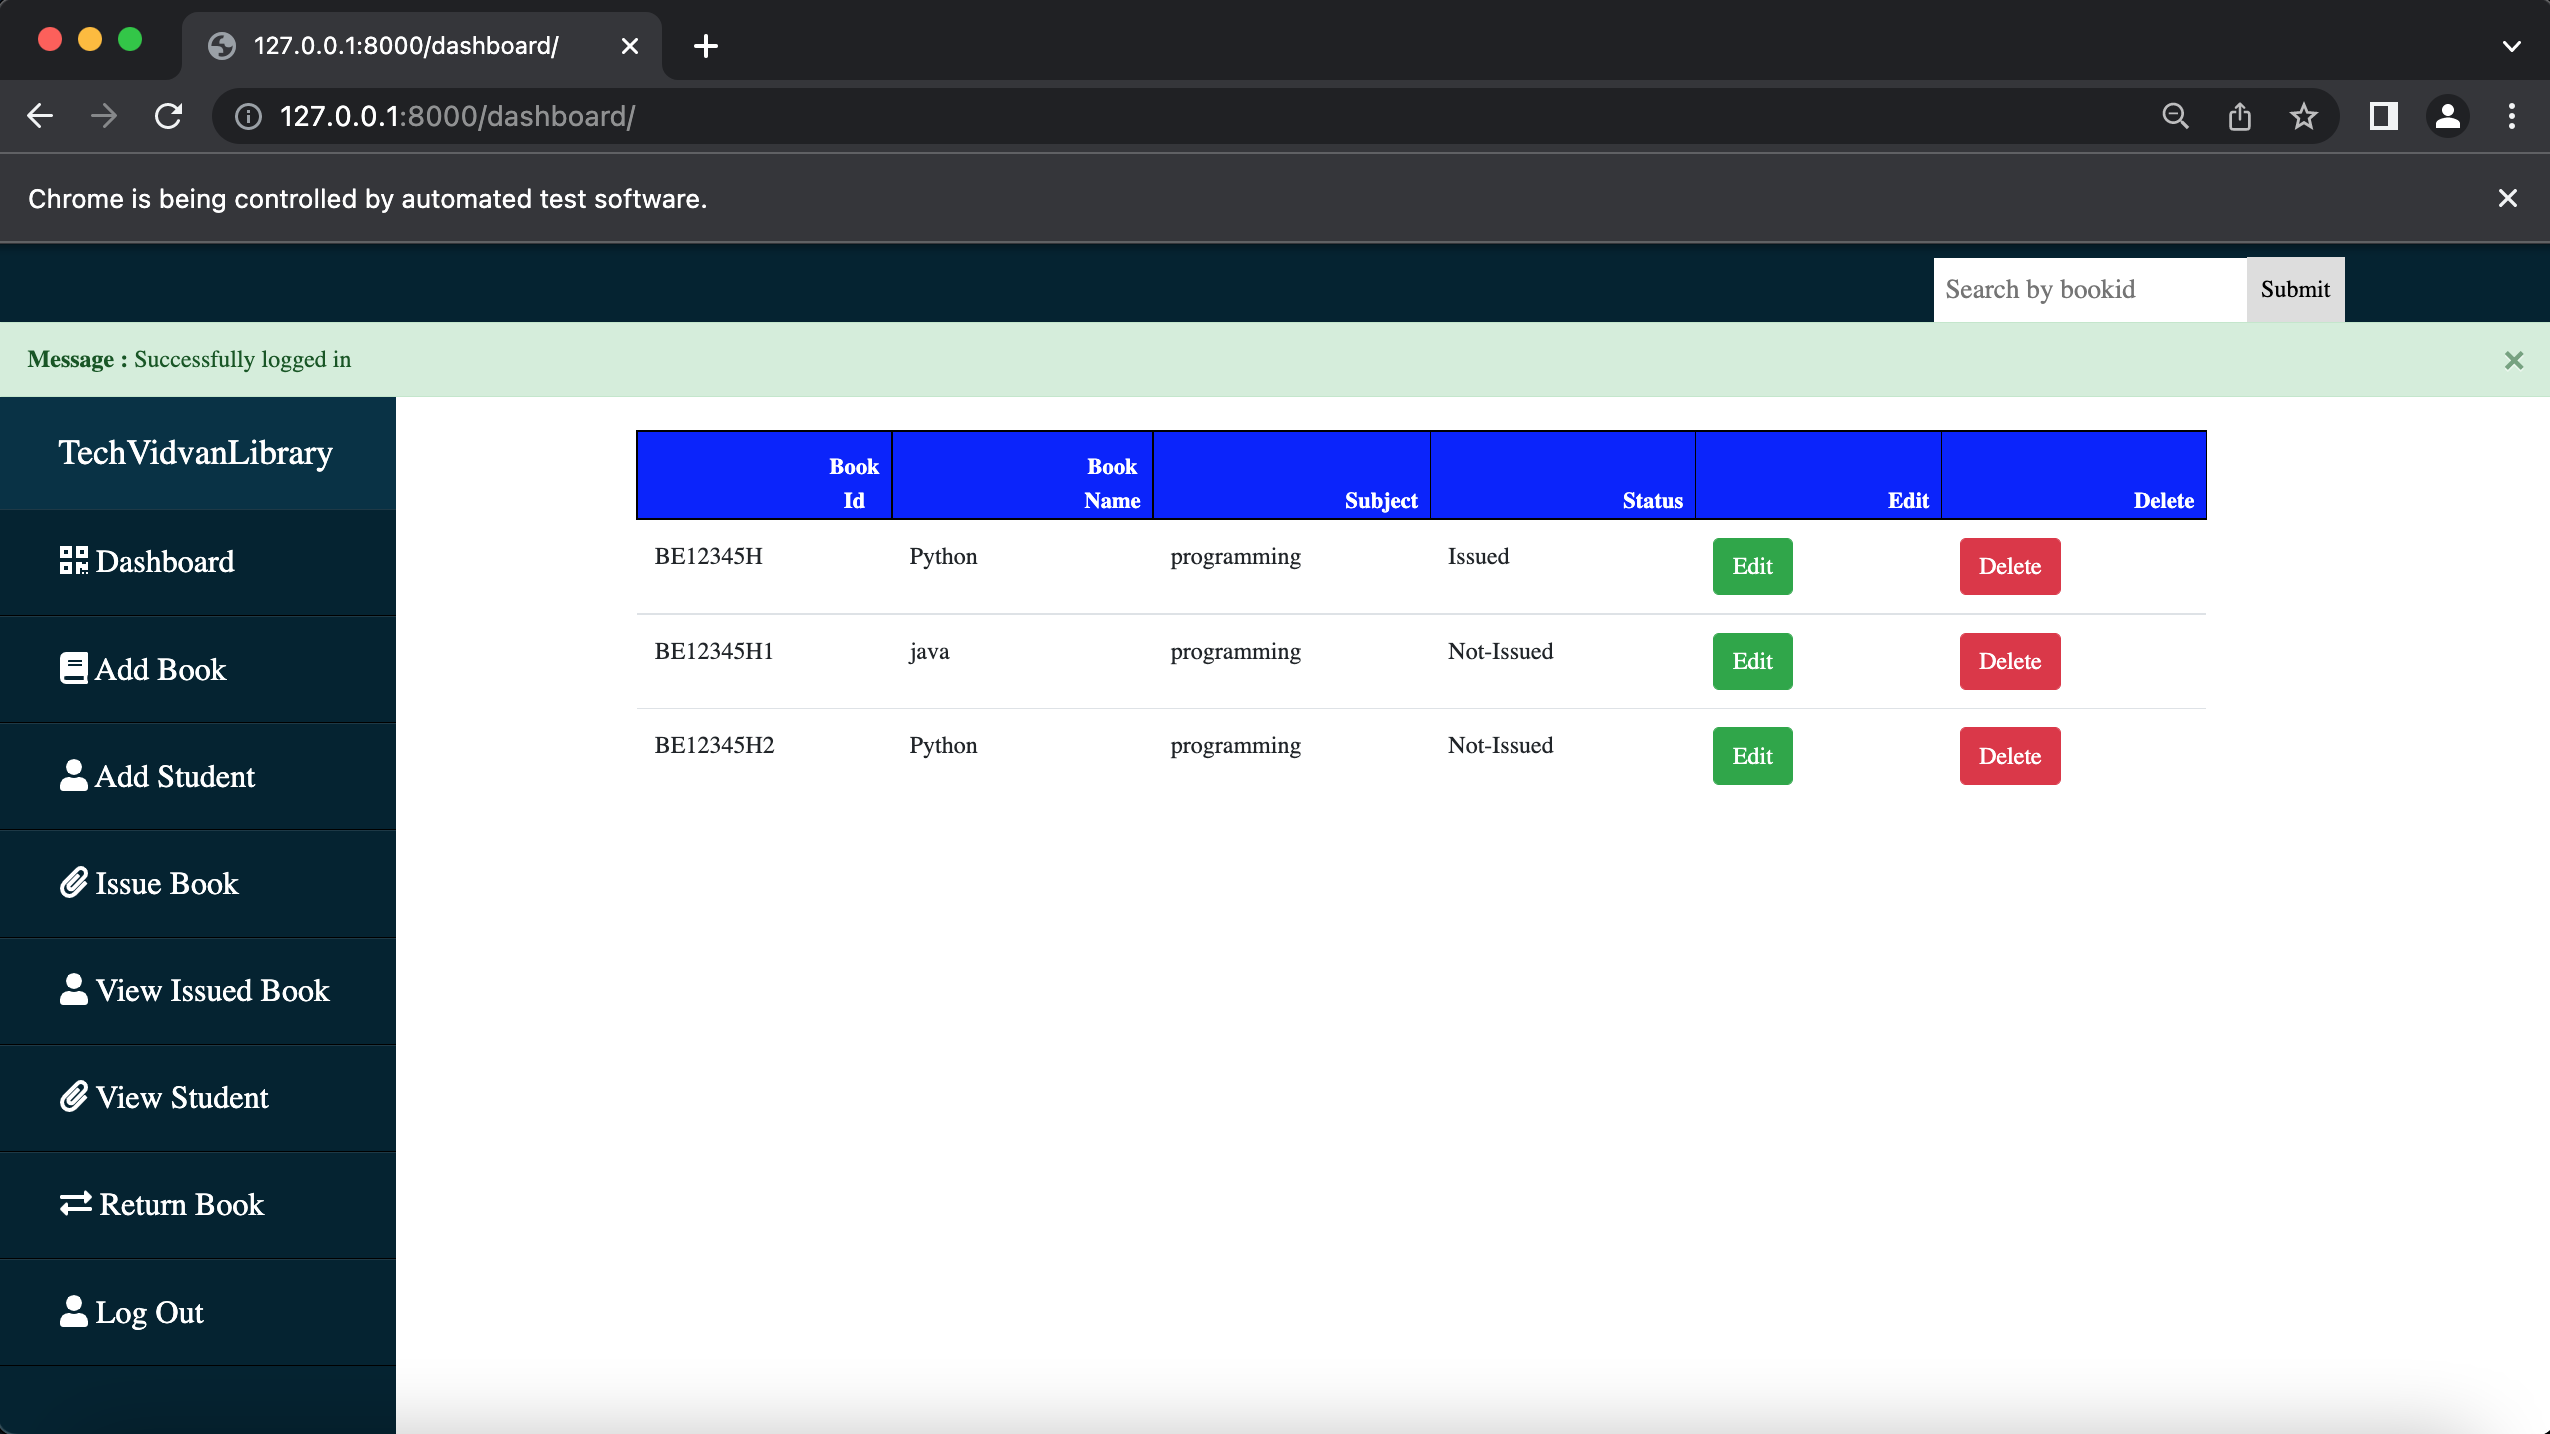 127.0.0.1:8000/dashboard/
127.0.0.1:8000/dashboard/
Chrome is being controlled by automated test software.
Search by bookid Submit
Message : Successfully logged in
TechVidvanLibrary
Dashboard
Add Book
Add Student
Issue Book
View Issued Book
View Student
Return Book
Log Out
Book Id Book Name Subject Status Edit Delete
BE12345H Python programming Issued Edit Delete
BE12345H1 java programming Not-Issued Edit Delete
BE12345H2 Python programming Not-Issued Edit Delete